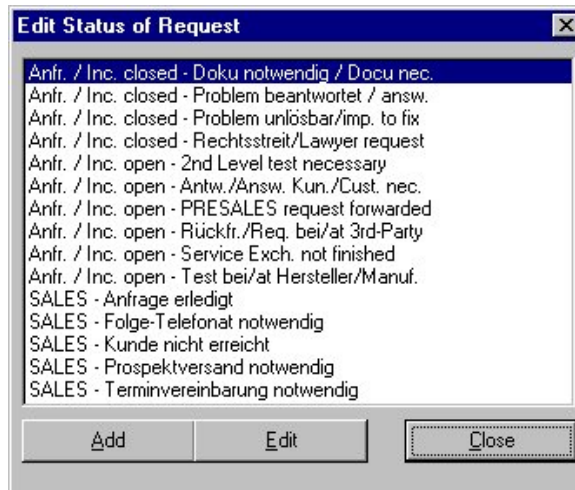 Edit Status of Request
Anfr. / Inc. closed - Doku notwendig / Docu nec.
Anfr. / Inc. closed - Problem beantwortet / answ.
Anfr. / Inc. closed - Problem unlösbar/imp. to fix
Anfr. / Inc. closed - Rechtsstreit/Lawyer request
Anfr. / Inc. open - 2nd Level test necessary
Anfr. / Inc. open - Antw./Answ. Kun./Cust. nec.
Anfr. / Inc. open - PRESALES request forwarded
Anfr. / Inc. open - Rückfr./Req. bei/at 3rd-Party
Anfr. / Inc. open - Service Exch. not finished
Anfr. / Inc. open - Test bei/at Hersteller/Manuf.
SALES - Anfrage erledigt
SALES - Folge-Telefonat notwendig
SALES - Kunde nicht erreicht
SALES - Prospektversand notwendig
SALES - Terminvereinbarung notwendig
Add Edit Close